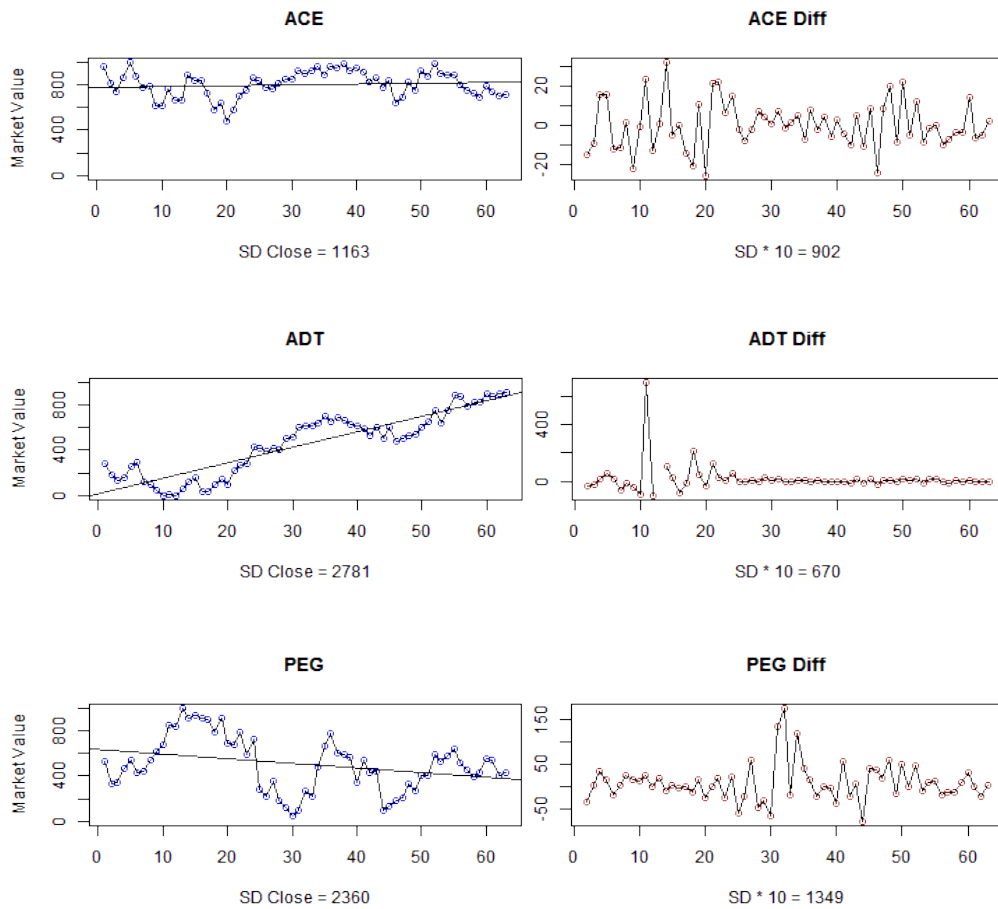 ACE
ACE Diff
Market Value
0 400 800
0 10 20 30 40 50 60
SD Close = 1163
-20 0 20
0 10 20 30 40 50 60
SD * 10 = 902
ADT
ADT Diff
Market Value
0 400 800
0 10 20 30 40 50 60
SD Close = 2781
0 400
0 10 20 30 40 50 60
SD * 10 = 670
PEG
PEG Diff
Market Value
0 400 800
0 10 20 30 40 50 60
SD Close = 2360
-50 50 150
0 10 20 30 40 50 60
SD * 10 = 1349